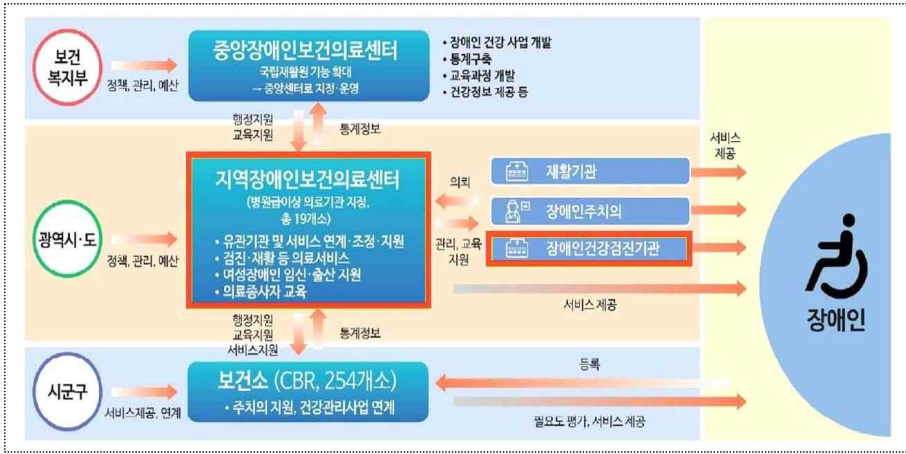 보건
복지부
정책, 관리, 예산
중앙장애인보건의료센터
국립재활원 기능 확대
→ 중앙센터로 지정·운영
• 장애인 건강 사업 개발
• 통계구축
• 교육과정 개발
• 건강정보 제공 등
행정지원
교육지원
통계정보
광역시·도
정책, 관리, 예산
지역장애인보건의료센터
(병원급이상 의료기관 지정,
총 19개소)
• 유관기관 및 서비스 연계·조정·지원
• 검진·재활 등 의료서비스
• 여성장애인 임신·출산 지원
• 의료종사자 교육
의뢰
관리, 교육
지원
재활기관
장애인주치의
장애인건강검진기관
서비스
제공
서비스 제공
장애인
행정지원
교육지원
서비스지원
통계정보
시군구
서비스제공, 연계
보건소 (CBR, 254개소)
• 주치의 지원, 건강관리사업 연계
등록
필요도 평가, 서비스 제공